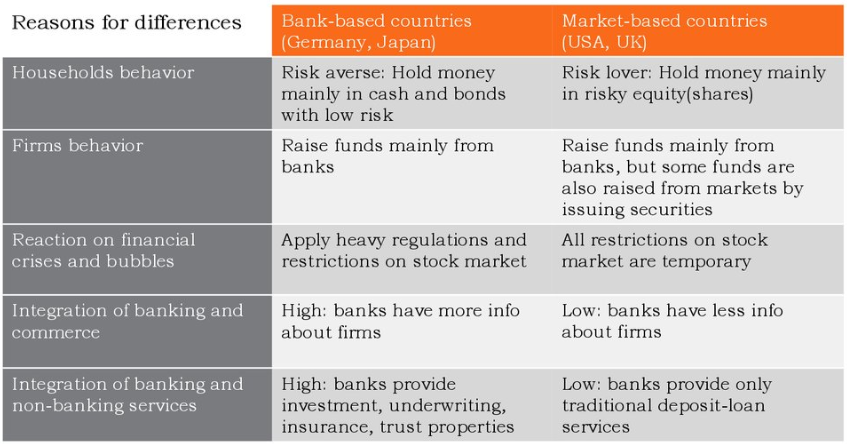 Reasons for differences
Bank-based countries
(Germany, Japan)
Market-based countries
(USA, UK)
Households behavior
Risk averse: Hold money
mainly in cash and bonds
with low risk
Risk lover: Hold money mainly
in risky equity(shares)
Firms behavior
Raise funds mainly from
banks
Raise funds mainly from
banks, but some funds are
also raised from markets by
issuing securities
Reaction on financial
crises and bubbles
Apply heavy regulations and
restrictions on stock market
All restrictions on stock
market are temporary
Integration of banking and
commerce
High: banks have more info
about firms
Low: banks have less info
about firms
Integration of banking and
non-banking services
High: banks provide
investment, underwriting,
insurance, trust properties
Low: banks provide only
traditional deposit-loan
services